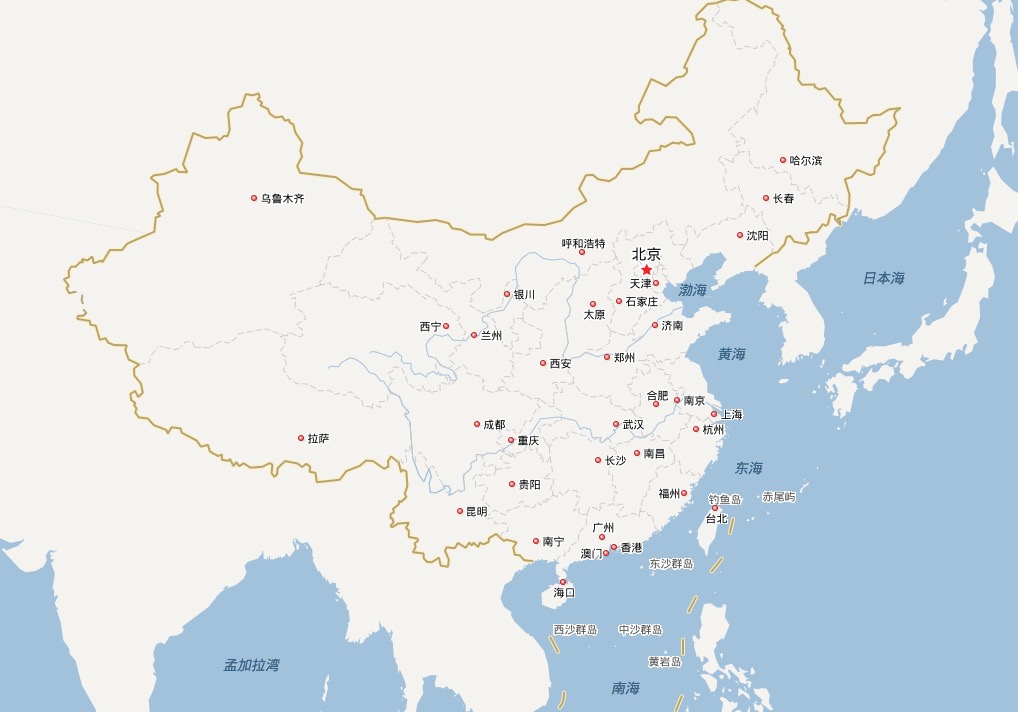 哈尔滨
乌鲁木齐
长春
沈阳
呼和浩特
北京
日本海
天津
渤海
银川
石家庄
太原
西宁
济南
兰州
黄海
郑州
西安
合肥
南京
上海
成都
武汉
杭州
拉萨
重庆
南昌
长沙
东海
贵阳
福州
钓鱼岛
赤尾屿
昆明
台北
广州
南宁
香港
澳门
东沙群岛
海口
西沙群岛
中沙群岛
黄岩岛
孟加拉湾
南海